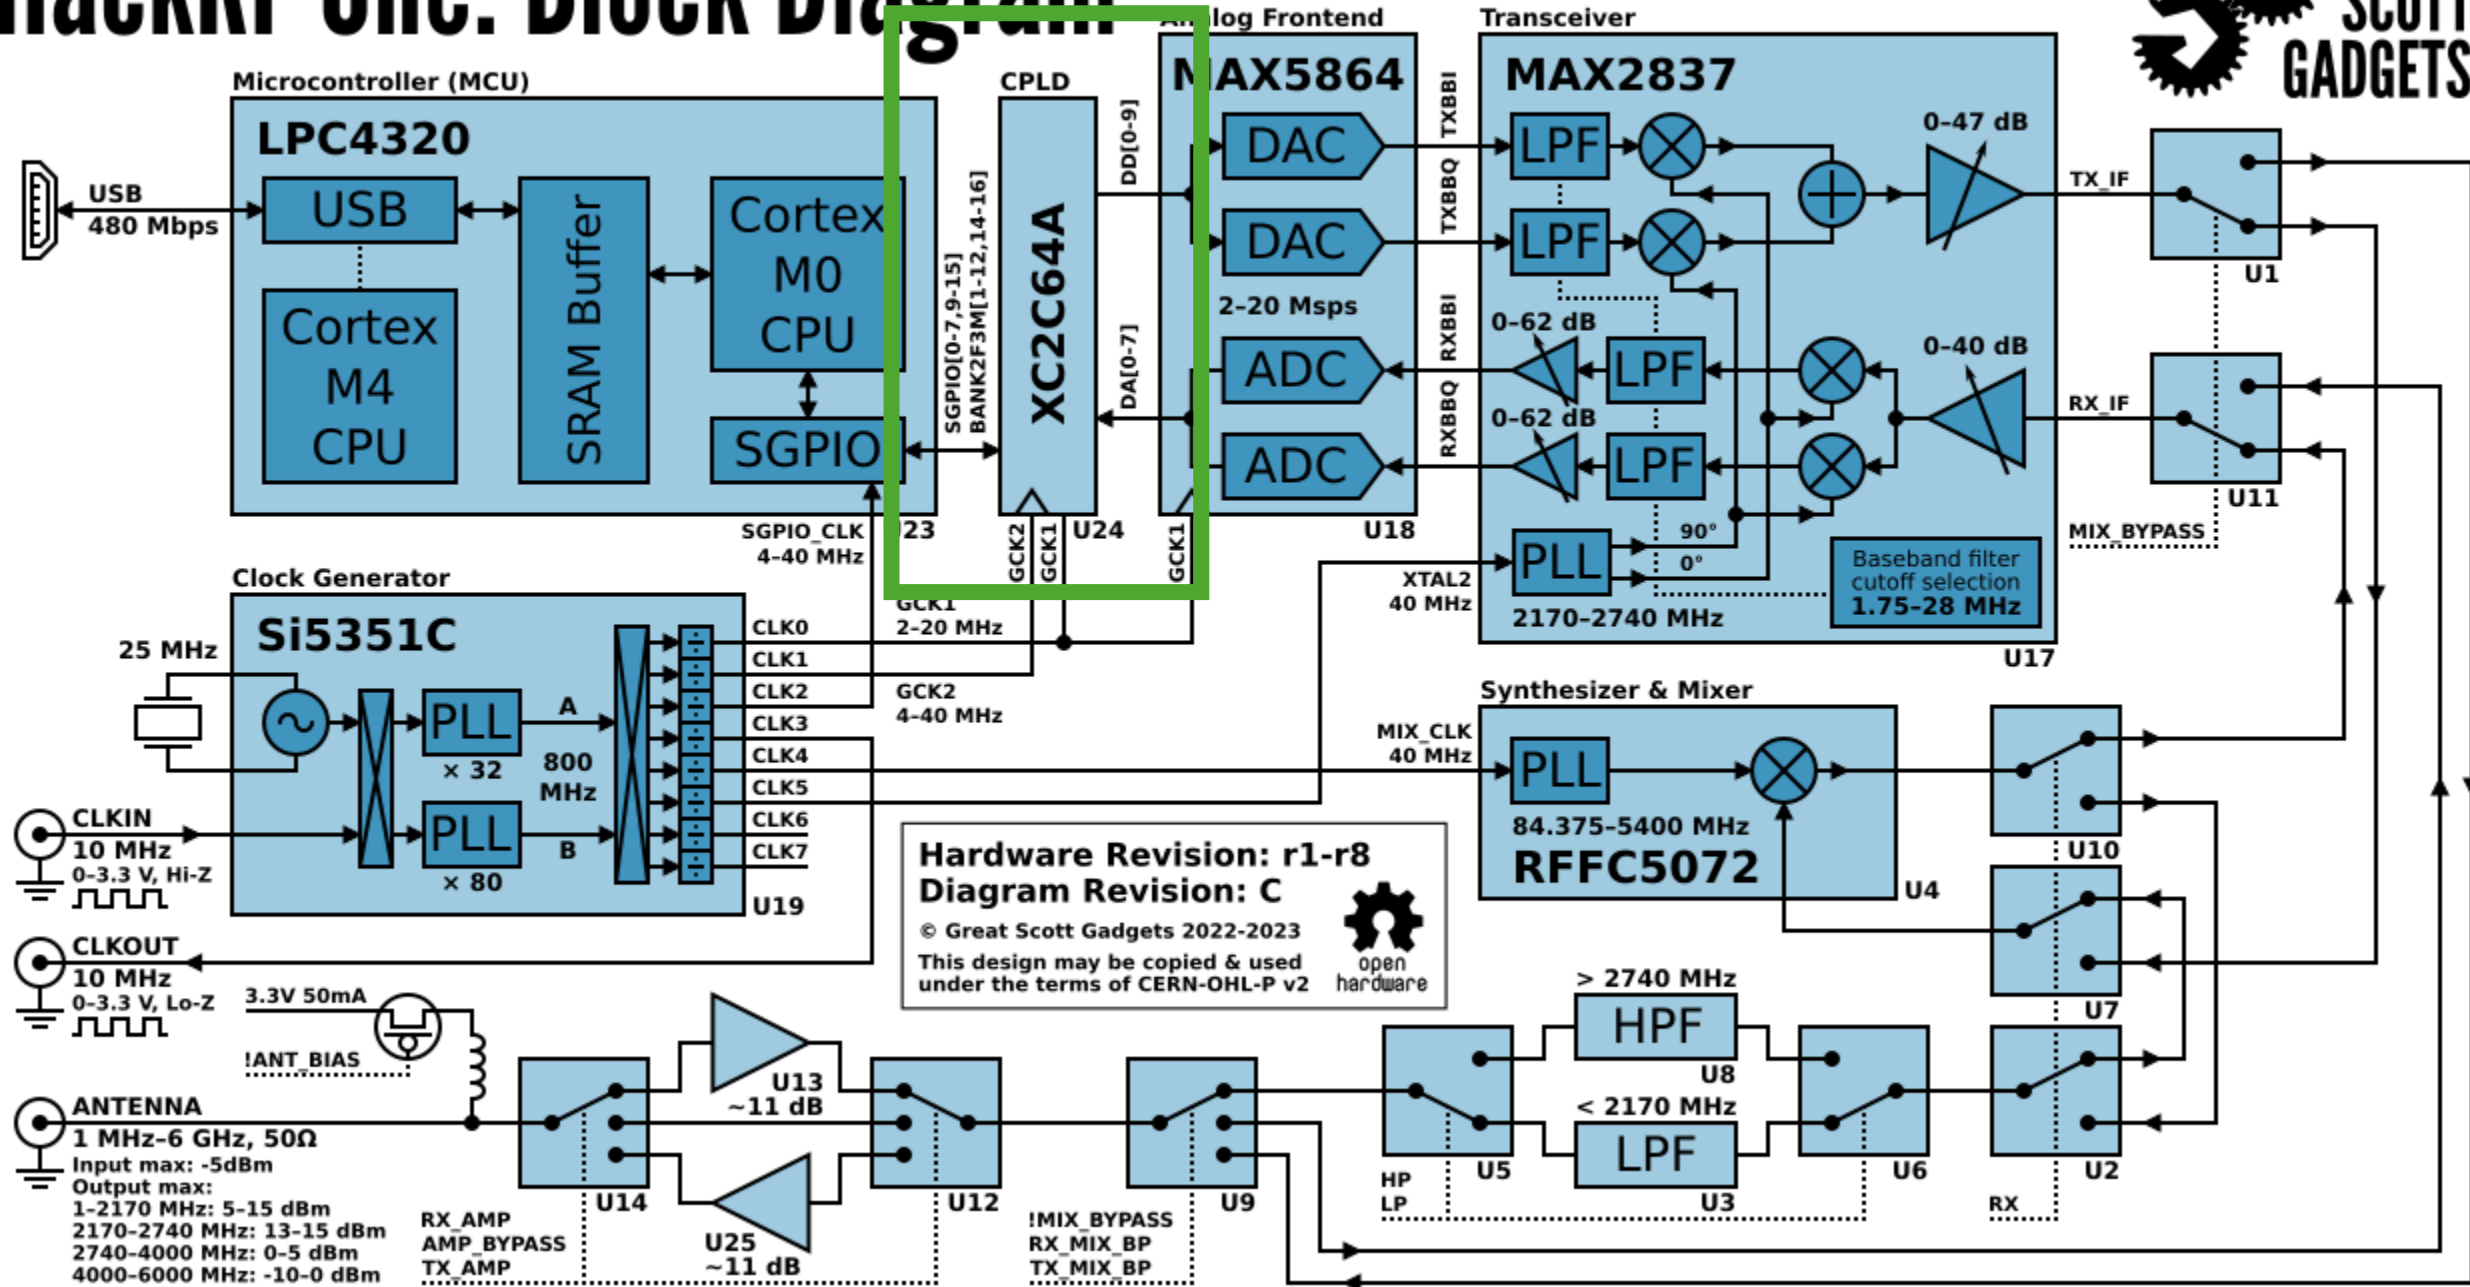 HackRF One: Block Diagram
SCOTT
GADGETS
Microcontroller (MCU)
LPC4320
USB
480 Mbps
USB
Cortex
M4
CPU
SRAM Buffer
Cortex
M0
CPU
SGPIO
U23
SGPIO[0-7,9-15]
BANK2F3M[1-12,14-16]
CPLD
XC2C64A
GCK2
GCK1
U24
DD[0-9]
DA[0-7]
Analog Frontend
MAX5864
DAC
DAC
2–20 Msps
ADC
ADC
GCK1
U18
TXBBI
TXBBQ
RXBBI
RXBBQ
Transceiver
MAX2837
LPF
LPF
0–47 dB
0–62 dB
LPF
0–62 dB
LPF
0–40 dB
PLL
90°
0°
2170–2740 MHz
Baseband filter
cutoff selection
1.75–28 MHz
U17
TX_IF
U1
RX_IF
U11
MIX_BYPASS
SGPIO_CLK
4–40 MHz
XTAL2
40 MHz
Clock Generator
Si5351C
25 MHz
PLL
× 32
A
800
MHz
PLL
× 80
B
U19
CLK0
CLK1
CLK2
CLK3
CLK4
CLK5
CLK6
CLK7
GCK1
2–20 MHz
GCK2
4–40 MHz
CLKIN
10 MHz
0–3.3 V, Hi-Z
CLKOUT
10 MHz
0–3.3 V, Lo-Z
Synthesizer & Mixer
MIX_CLK
40 MHz
PLL
84.375–5400 MHz
RFFC5072
U4
U10
U7
Hardware Revision: r1-r8
Diagram Revision: C
© Great Scott Gadgets 2022-2023
This design may be copied & used
under the terms of CERN-OHL-P v2
open
hardware
3.3V 50mA
!ANT_BIAS
ANTENNA
1 MHz–6 GHz, 50Ω
Input max: -5dBm
Output max:
1–2170 MHz: 5–15 dBm
2170–2740 MHz: 13–15 dBm
2740–4000 MHz: 0–5 dBm
4000–6000 MHz: -10–0 dBm
U14
U13
~11 dB
U25
~11 dB
U12
RX_AMP
AMP_BYPASS
TX_AMP
U9
!MIX_BYPASS
RX_MIX_BP
TX_MIX_BP
U5
HP
LP
> 2740 MHz
HPF
U8
< 2170 MHz
LPF
U3
U6
U2
RX